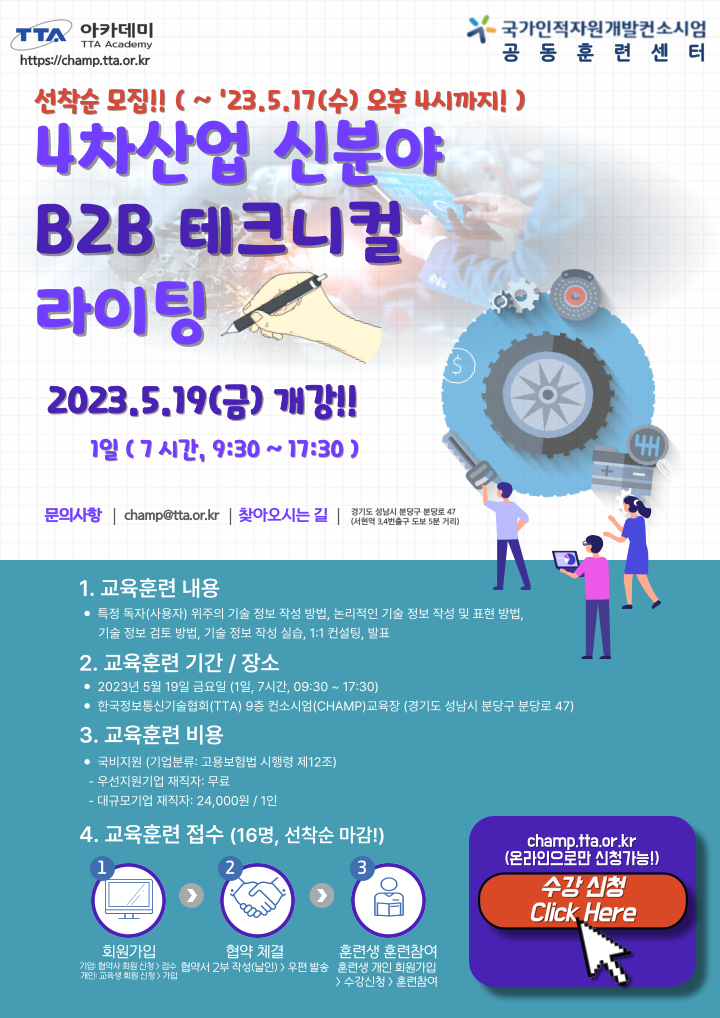 TTA 아카데미
TTA Academy
https://champ.tta.or.kr
국가인적자원개발컨소시엄
공동훈련센터
선착순 모집!! ( ~ '23.5.17(수) 오후 4시까지! )
4차산업 신분야
B2B 테크니컬
라이팅
2023.5.19(금) 개강!!
1일 ( 7 시간, 9:30 ~ 17:30 )
문의사항 | champ@tta.or.kr | 찾아오시는 길 | 경기도 성남시 분당구 분당로 47
(서현역 3,4번출구 도보 5분 거리)
1. 교육훈련 내용
• 특정 독자(사용자) 위주의 기술 정보 작성 방법, 논리적인 기술 정보 작성 및 표현 방법,
기술 정보 검토 방법, 기술 정보 작성 실습, 1:1 컨설팅, 발표
2. 교육훈련 기간 / 장소
• 2023년 5월 19일 금요일 (1일, 7시간, 09:30 ~ 17:30)
• 한국정보통신기술협회(TTA) 9층 컨소시엄(CHAMP)교육장 (경기도 성남시 분당구 분당로 47)
3. 교육훈련 비용
• 국비지원 (기업분류: 고용보험법 시행령 제12조)
- 우선지원기업 재직자: 무료
- 대규모기업 재직자: 24,000원 / 1인
4. 교육훈련 접수 (16명, 선착순 마감!)
1
회원가입
기업: 협약사 회원 신청 > 접수
개인: 교육생 회원 신청 > 가입
2
협약 체결
협약서 2부 작성(날인) > 우편 발송
3
훈련생 훈련참여
훈련생 개인 회원가입
> 수강신청 > 훈련참여
champ.tta.or.kr
(온라인으로만 신청가능!)
수강 신청
Click Here